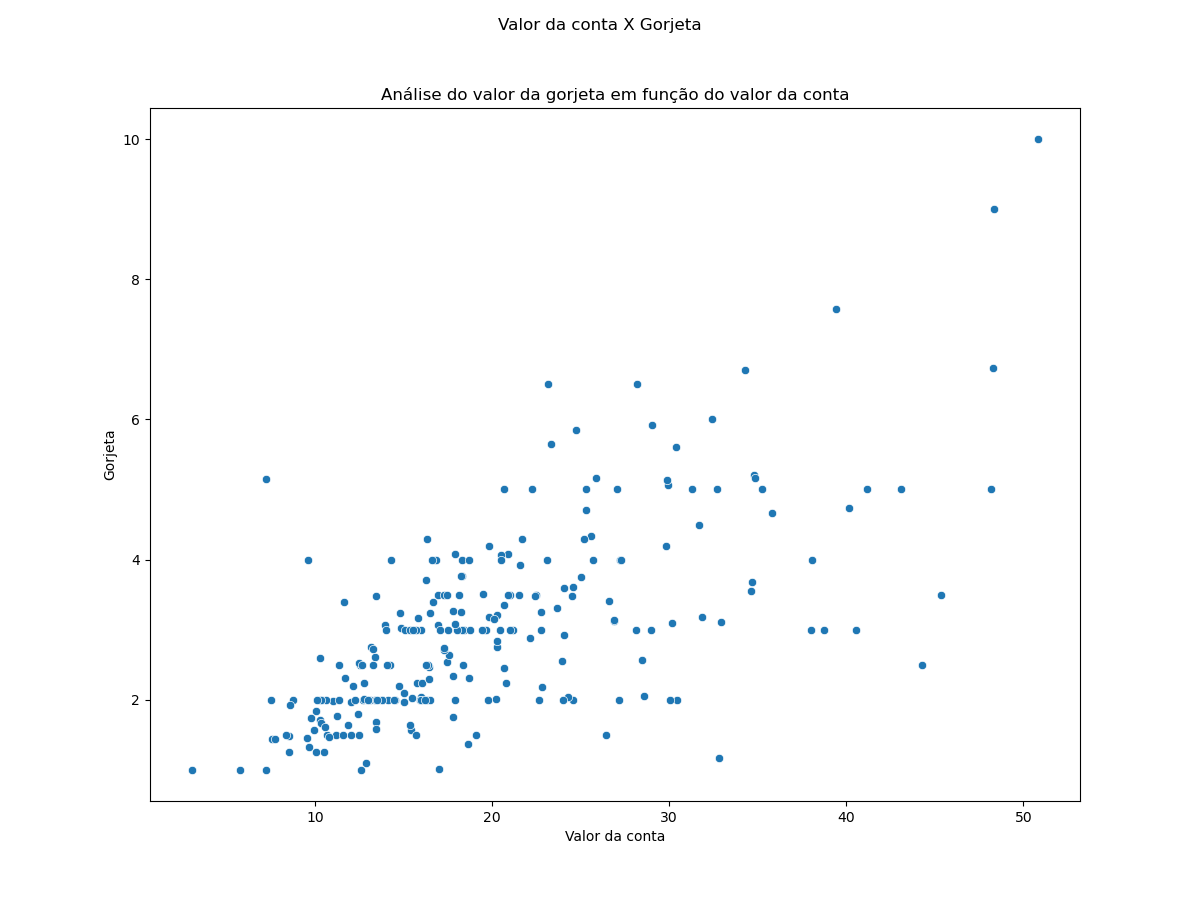 Valor da conta X Gorjeta
Análise do valor da gorjeta em função do valor da conta
10
8
6
4
2
Gorjeta
10 20 30 40 50
Valor da conta